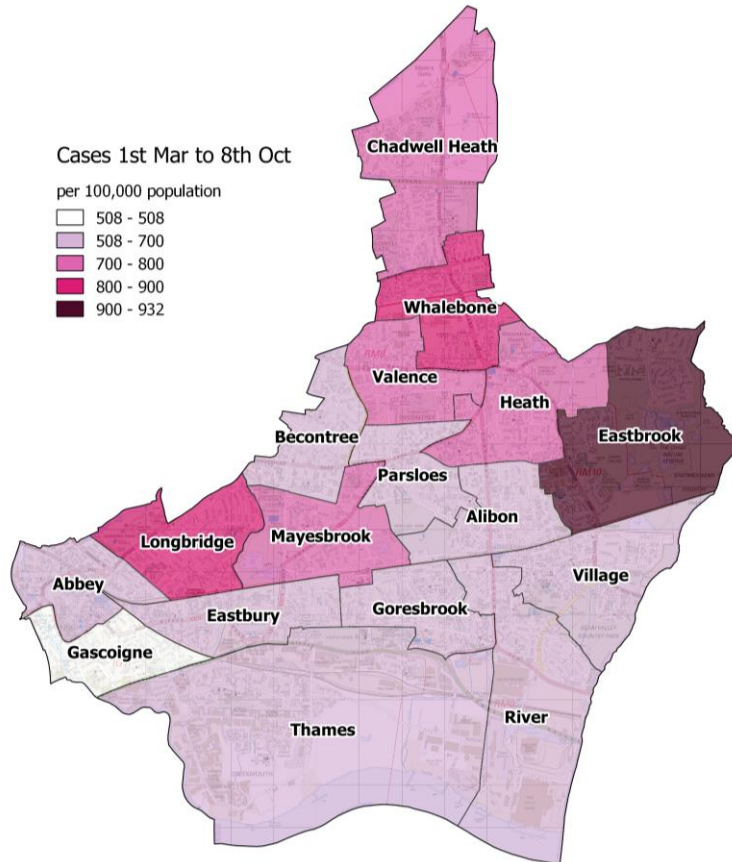 Chadwell Heath
Cases 1st Mar to 8th Oct
per 100,000 population
508 - 508
508 - 700
700 - 800
800 - 900
900 - 932
Whalebone
Valence
Heath
Becontree
Eastbrook
Parsloes
Alibon
Longbridge
Mayesbrook
Abbey
Village
Eastbury
Goresbrook
Gascoigne
River
Thames